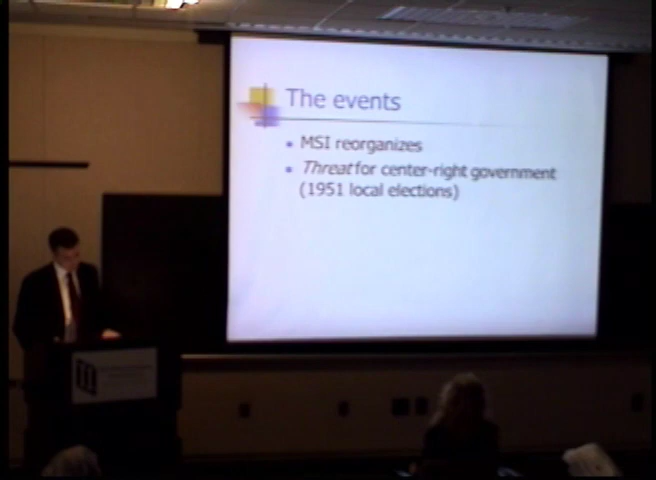 The events
MSI reorganizes
Threat for center-right government
(1951 local elections)